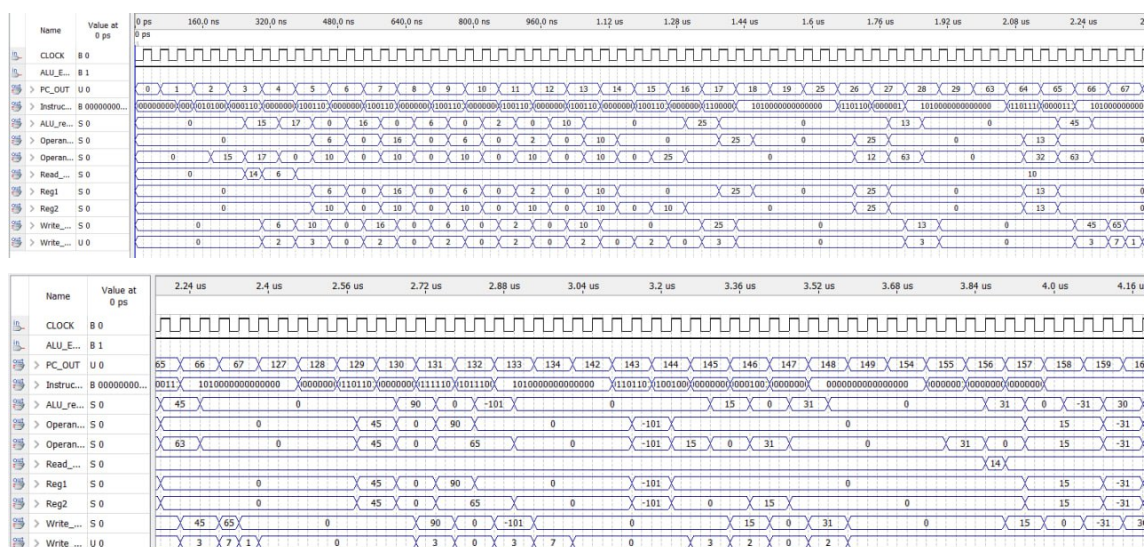 Name Value at 0 ps 0 ps 160.0 ns 320.0 ns 480.0 ns 640.0 ns 800.0 ns 960.0 ns 1.12 us 1.28 us 1.44 us 1.6 us 1.76 us 1.92 us 2.08 us 2.24 us
0 ps
CLOCK B 0
ALU_E... B 1
PC_OUT U 0 0 1 2 3 4 5 6 7 8 9 10 11 12 13 14 15 16 17 18 19 25 26 27 28 29 63 64 65 66 67
Instruc... B 00000000... 1010000000000000 1010000000000000
ALU_re... S 0 0 15 17 0 16 0 6 0 2 0 10 0 25 0 13 0 45
Operan... S 0 0 6 0 16 0 6 0 2 0 10 0 25 0 25 0 13 0
Operan... S 0 0 15 17 0 10 0 10 0 10 0 10 0 10 0 25 0 12 63 0 32 63
Read_... S 0 0 14 6 10
Reg1 S 0 0 6 0 16 0 6 0 2 0 10 0 25 0 25 0 13 0
Reg2 S 0 0 10 0 10 0 10 0 10 0 10 0 10 0 25 0 13 0
Write_... S 0 0 6 10 0 16 0 6 0 2 0 10 0 25 0 13 0 45 65
Write_... U 0 0 2 3 0 2 0 2 0 2 0 2 0 2 0 3 0 3 0 3 7 1
Name Value at 0 ps 2.24 us 2.4 us 2.56 us 2.72 us 2.88 us 3.04 us 3.2 us 3.36 us 3.52 us 3.68 us 3.84 us 4.0 us
CLOCK B 0
ALU_E... B 1
PC_OUT U 0 65 66 67 127 128 129 130 131 132 133 134 142 143 144 145 146 147 148 149 154 155 156 157 158 159
Instruc... B 00000000... 1010000000000000 1010000000000000 0000000000000000
ALU_re... S 0 45 0 90 0 -101 0 15 0 31 0 31 0 -31 30
Operan... S 0 0 45 0 90 0 -101 0 15 -31
Operan... S 0 63 0 45 0 65 0 -101 15 0 31 0 31 0 15 -31
Read_... S 0 14
Reg1 S 0 0 45 0 90 0 -101 0 15 -31
Reg2 S 0 0 45 0 65 0 -101 0 15 0 15 -31
Write_... S 0 45 65 0 90 0 -101 0 15 0 31 0 15 0 -31
Write_... U 0 3 7 1 0 3 0 3 7 0 3 2 0 2